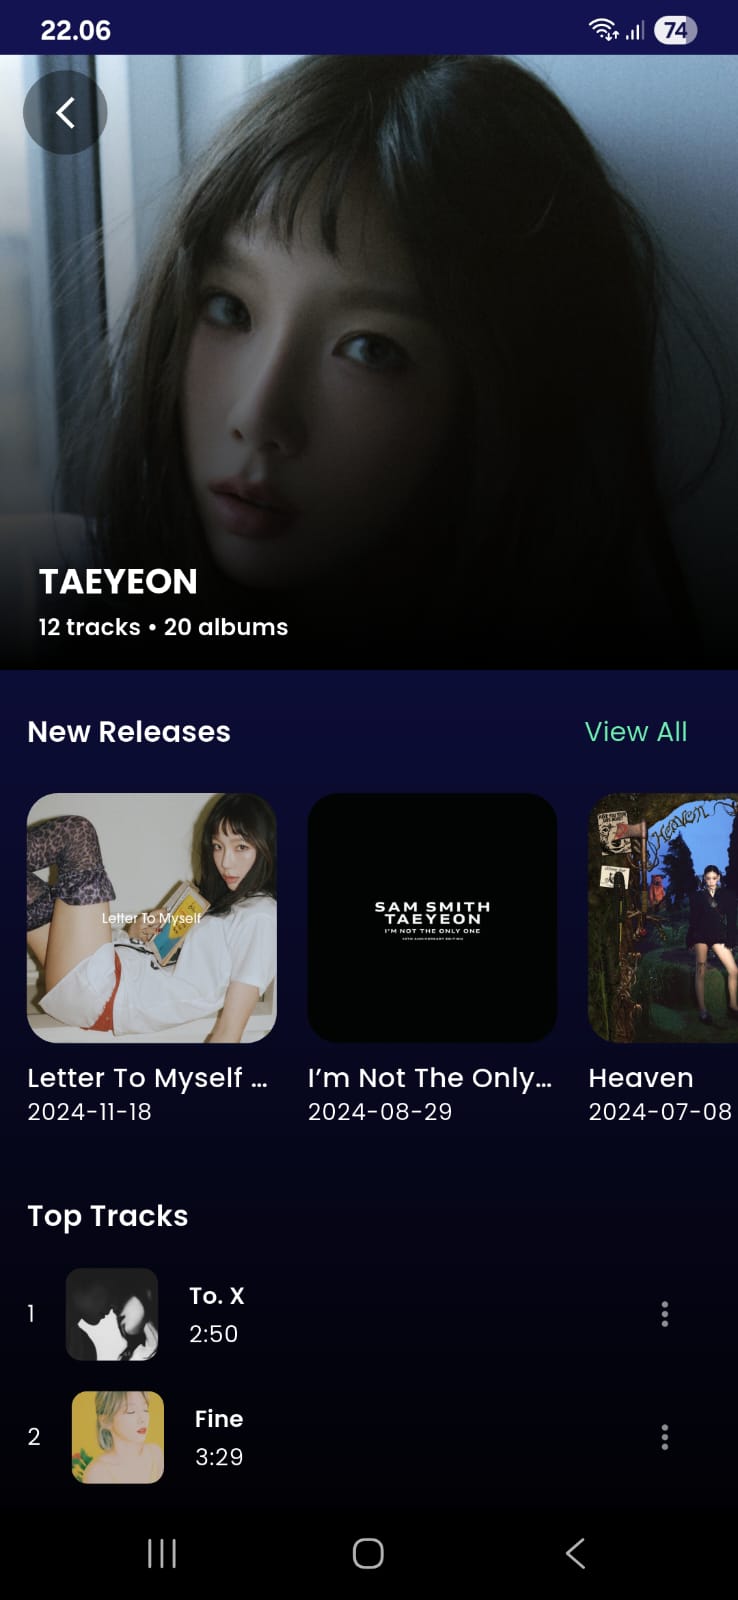 22.06
74
TAEYEON
12 tracks • 20 albums
New Releases
View All
Letter To Myself
SAM SMITH
TAEYEON
I'M NOT THE ONLY ONE
Heaven
Letter To Myself ...
I'm Not The Only...
Heaven
2024-11-18
2024-08-29
2024-07-08
Top Tracks
1
To. X
2:50
2
Fine
3:29